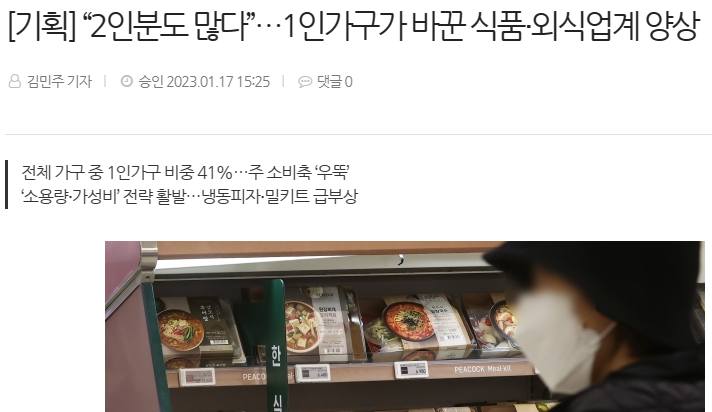 [기획] “2인분도 많다”…1인가구가 바꾼 식품·외식업계 양상
김민주 기자
승인 2023.01.17 15:25
댓글 0
전체 가구 중 1인가구 비중 41%…주 소비축 ‘우뚝’
‘소용량·가성비’ 전략 활발…냉동피자·밀키트 급부상
한
식
PEACOCK
PEACOCK Meal-kit